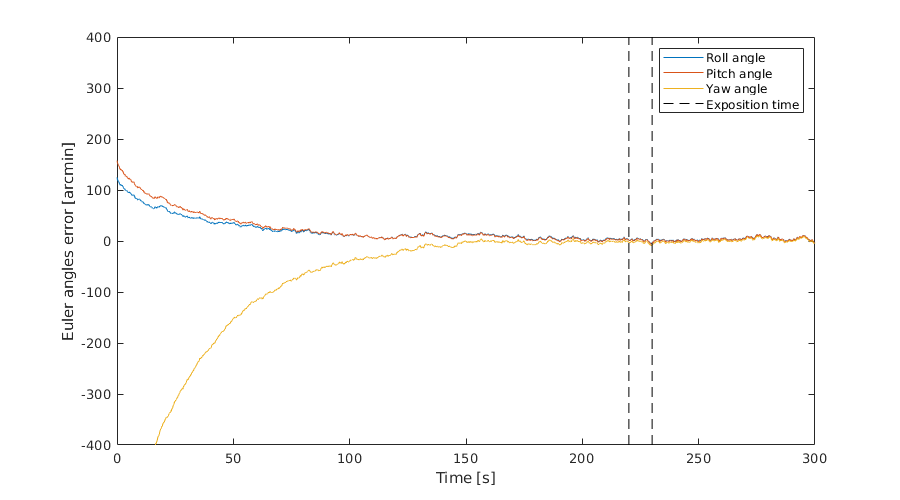 400
300
200
100
0
-100
-200
-300
-400
Euler angles error [arcmin]
Roll angle
Pitch angle
Yaw angle
Exposition time
0 50 100 150 200 250 300
Time [s]